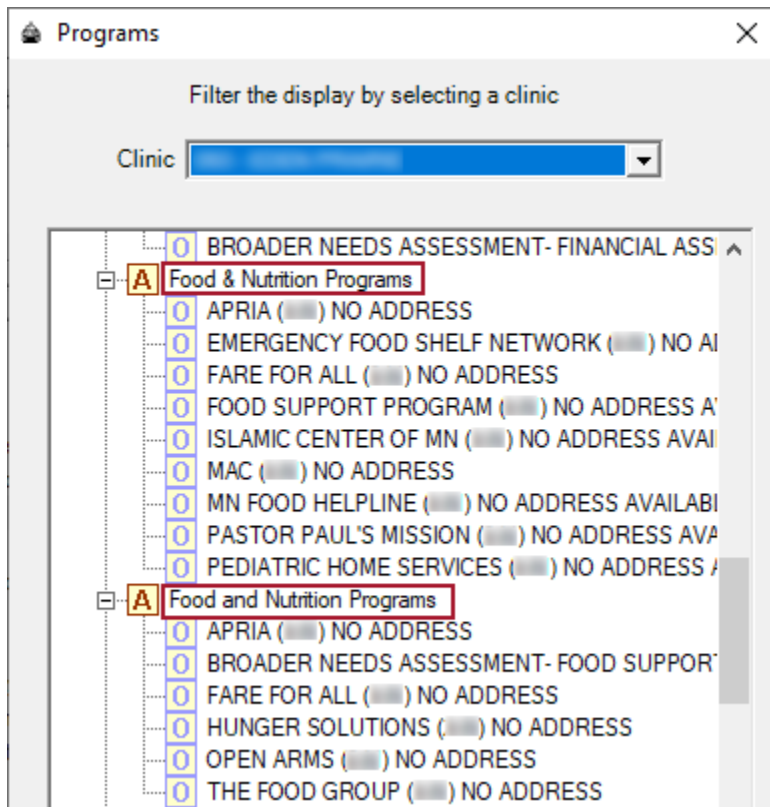 Programs
Filter the display by selecting a clinic
Clinic
O BROADER NEEDS ASSESSMENT- FINANCIAL ASS
A Food & Nutrition Programs
O APRIA ( ) NO ADDRESS
O EMERGENCY FOOD SHELF NETWORK ( ) NO A
O FARE FOR ALL ( ) NO ADDRESS
O FOOD SUPPORT PROGRAM ( ) NO ADDRESS A
O ISLAMIC CENTER OF MN ( ) NO ADDRESS AVAI
O MAC ( ) NO ADDRESS
O MN FOOD HELPLINE ( ) NO ADDRESS AVAILABL
O PASTOR PAUL'S MISSION ( ) NO ADDRESS AVA
O PEDIATRIC HOME SERVICES ( ) NO ADDRESS
A Food and Nutrition Programs
O APRIA ( ) NO ADDRESS
O BROADER NEEDS ASSESSMENT- FOOD SUPPORT
O FARE FOR ALL ( ) NO ADDRESS
O HUNGER SOLUTIONS ( ) NO ADDRESS
O OPEN ARMS ( ) NO ADDRESS
O THE FOOD GROUP ( ) NO ADDRESS